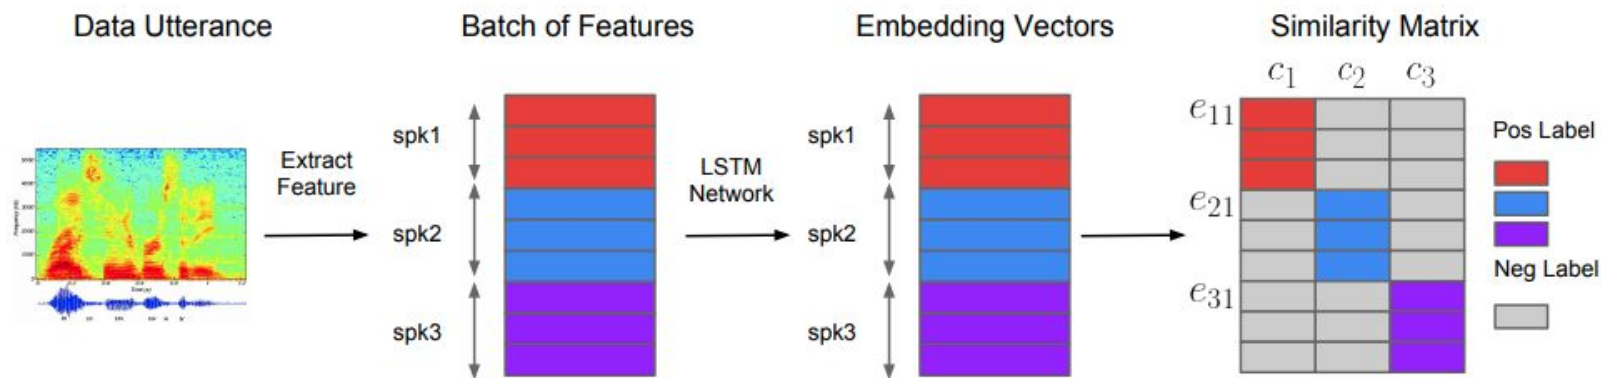 Data Utterance
Batch of Features
Embedding Vectors
Similarity Matrix
c1 c2 c3
e11
e21
e31
Extract
Feature
spk1
spk2
spk3
LSTM
Network
spk1
spk2
spk3
Pos Label
Neg Label